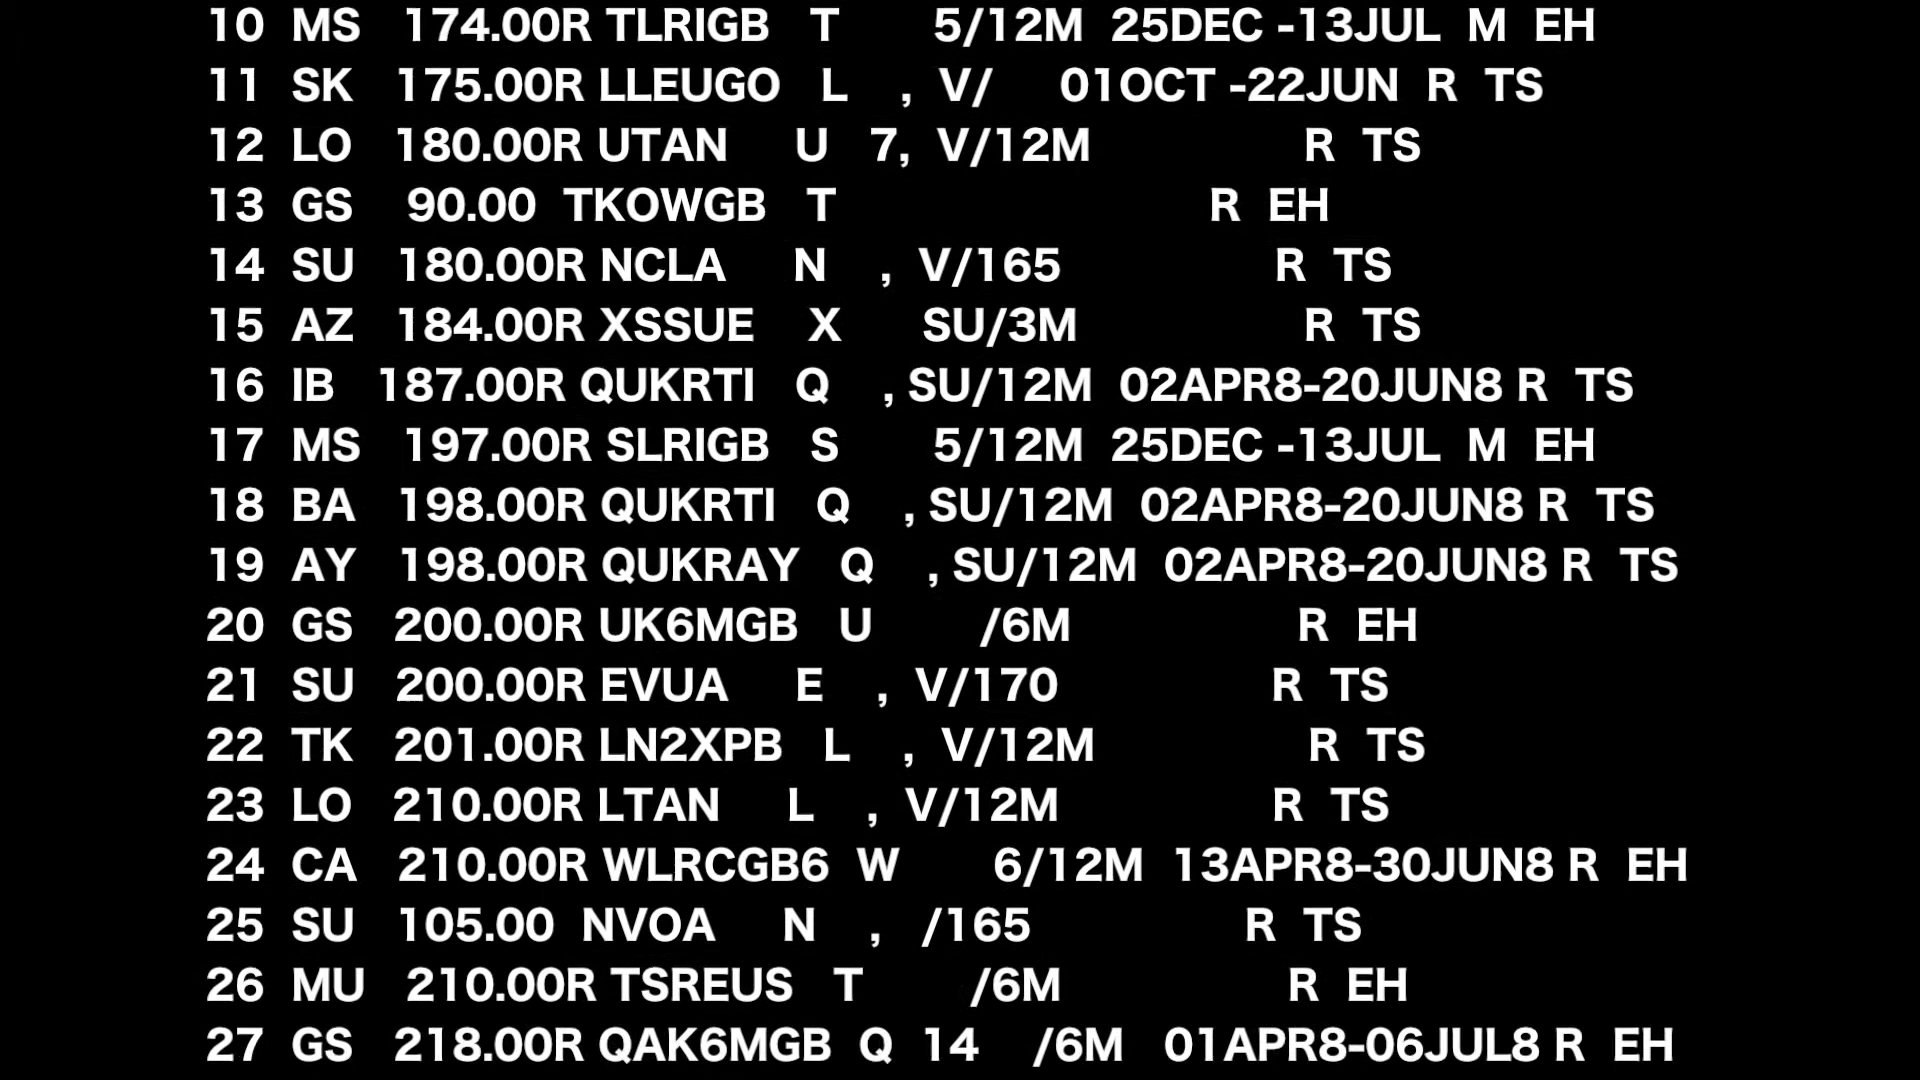 10 MS 174.00R TLRIGB T 5/12M 25DEC -13JUL M EH
11 SK 175.00R LLEUGO L , V/ 01OCT -22JUN R TS
12 LO 180.00R UTAN U 7, V/12M R TS
13 GS 90.00 TKOWGB T R EH
14 SU 180.00R NCLA N , V/165 R TS
15 AZ 184.00R XSSUE X SU/3M R TS
16 IB 187.00R QUKRTI Q , SU/12M 02APR8-20JUN8 R TS
17 MS 197.00R SLRIGB S 5/12M 25DEC -13JUL M EH
18 BA 198.00R QUKRTI Q , SU/12M 02APR8-20JUN8 R TS
19 AY 198.00R QUKRAY Q , SU/12M 02APR8-20JUN8 R TS
20 GS 200.00R UK6MGB U /6M R EH
21 SU 200.00R EVUA E , V/170 R TS
22 TK 201.00R LN2XPB L , V/12M R TS
23 LO 210.00R LTAN L , V/12M R TS
24 CA 210.00R WLRCGB6 W 6/12M 13APR8-30JUN8 R EH
25 SU 105.00 NVOA N , /165 R TS
26 MU 210.00R TSREUS T /6M R EH
27 GS 218.00R QAK6MGB Q 14 /6M 01APR8-06JUL8 R EH